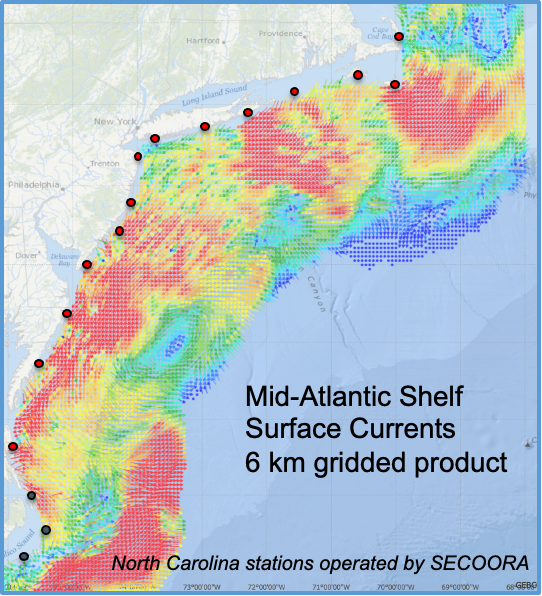 Cape
Cod Bay
Providence
Hartford
Long Island Sound
New York
Trenton
Philadelphia
Dover
Delaware
Bay
Canyon
Mid-Atlantic Shelf
Surface Currents
6 km gridded product
North Carolina stations operated by SECOORA
73°00'00"W 72°00'00"W 71°00'00"W 70°00'00"W 69°00'00"W